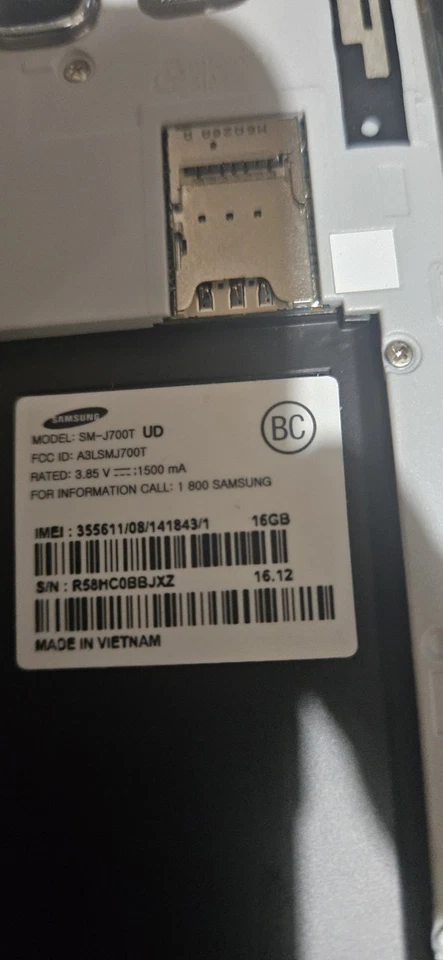 SAMSUNG
MODEL: SM-J700T UD
BC
FCC ID: A3LSMJ700T
RATED: 3.85 V ⎓:1500 mA
FOR INFORMATION CALL: 1 800 SAMSUNG
IMEI : 355611/08/141843/1 16GB
S/N : R58HC0BBJXZ 16.12
MADE IN VIETNAM